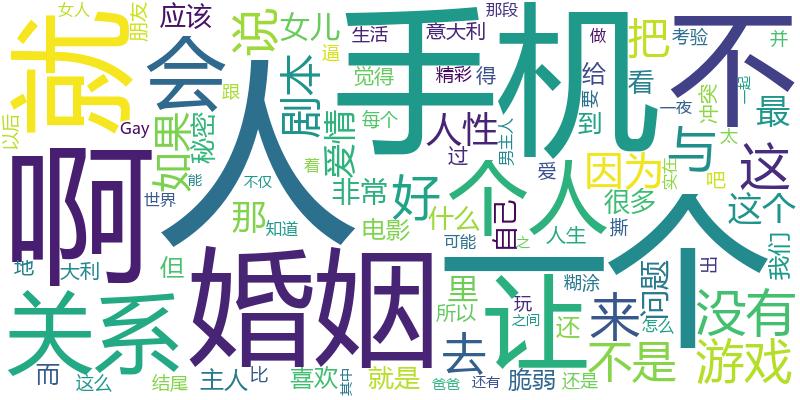 女人
朋友
应该
说
女儿
生活
意大利
那段
做
把
考验
并
就
会
剧本
逼
觉得
精彩
得
给
要
看
冲突
一起
不
最
手机
以后
Gay
如果
秘密
跟
爱情
每个
人性
到
男主人
一夜
太
啊
人
着
非常
好
过
个人
爱
因为
与
实在
吧
这
世界
能
不仅
那
知道
电影
什么
自己
可能
之
人生
撕
很多
这个
我们
地
大利
但
婚姻
一个
里
所以
玩
之间
让
糊涂
还
来
问题
出
怎么
没有
关系
而
这么
结尾
主人
比
喜欢
其中
就是
爸爸
去
还有
脆弱
还是
不是
游戏